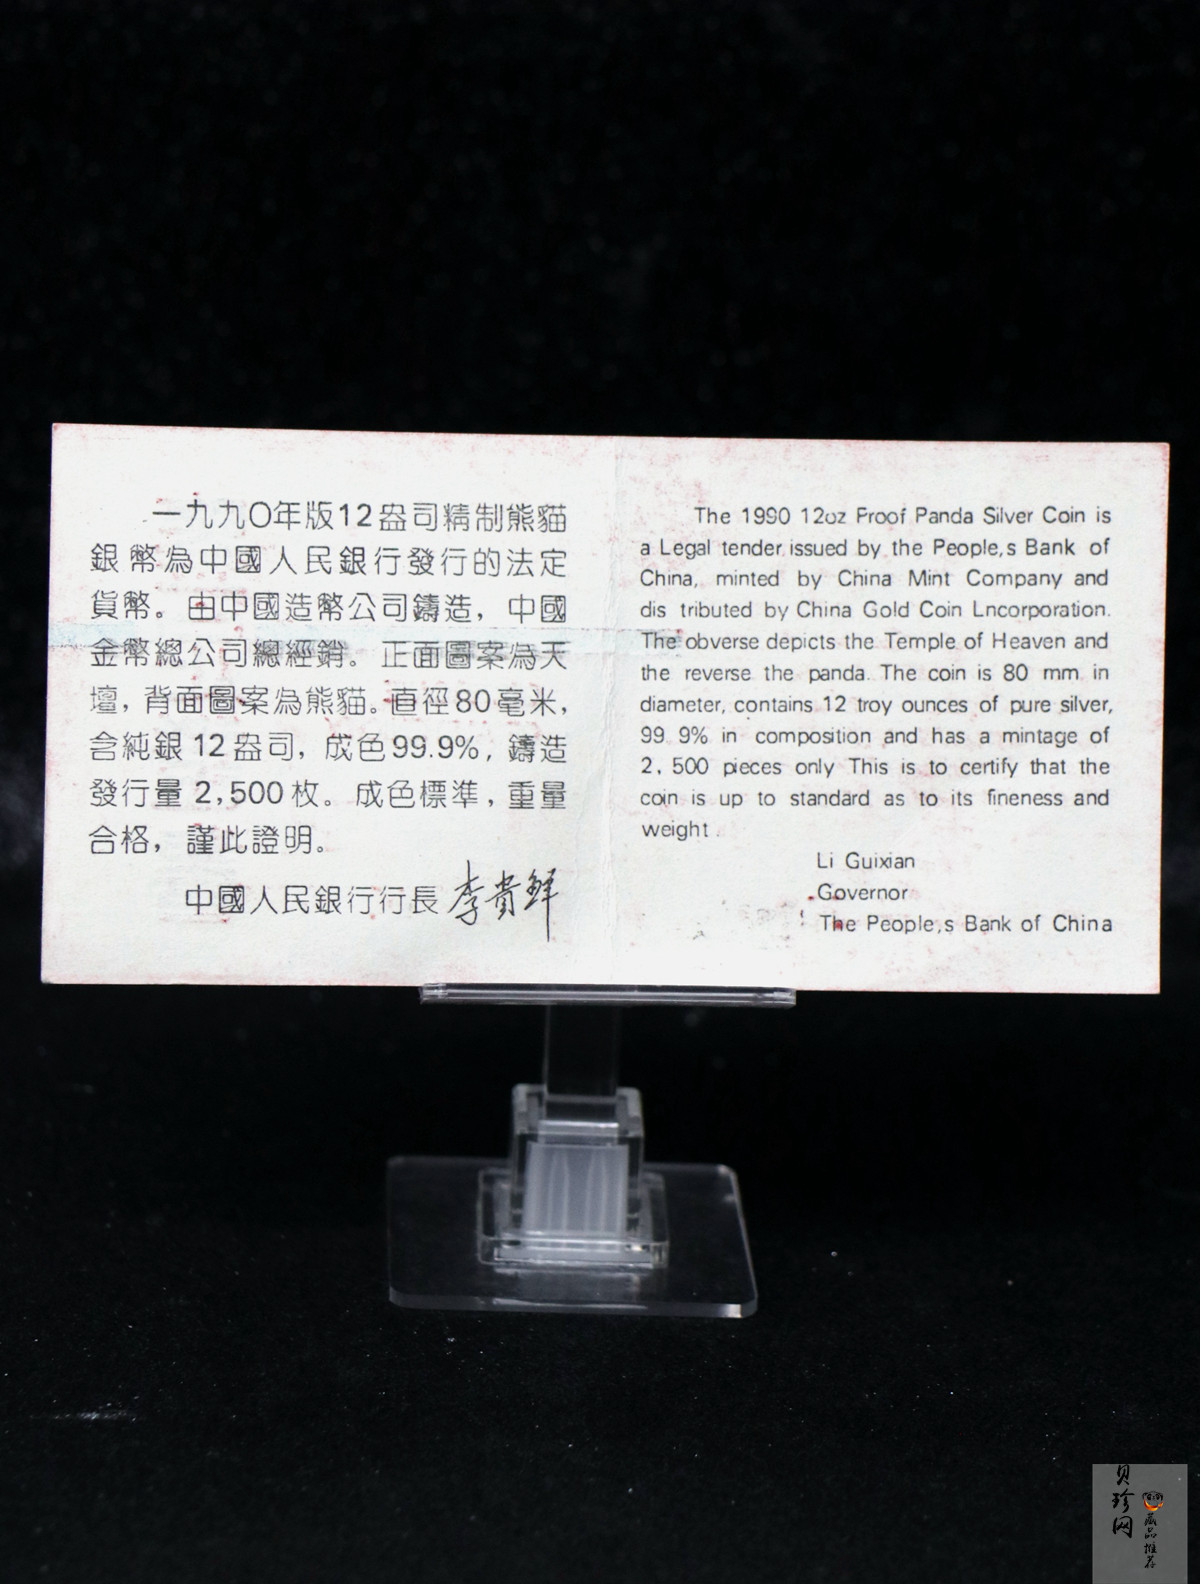 一九九〇年版12盎司精制熊貓
銀幣為中國人民銀行發行的法定
貨幣。由中國造幣公司鑄造，中國
金幣總公司總經銷。正面圖案為天
壇，背面圖案為熊貓。直徑80毫米，
含純銀12盎司，成色99.9%，鑄造
發行量2,500枚。成色標準，重量
合格，謹此證明。
中國人民銀行行長 李貴鮮
The 1990 12oz Froof Panda Silver Coin is
a Legal tender, issued by the People,s Bank of
China, minted by China Mint Company and
dis tributed by China Gold Coin Lncorporation.
The obverse depicts the Temple of Heaven and
the reverse the panda. The coin is 80 mm in
diameter, contains 12 troy ounces of pure silver,
99 9% in composition and has a mintage of
2, 500 pieces only This is to certify that the
coin is up to standard as to its fineness and
weight.
Li Guixian
Governor
The People,s Bank of China
贝珍网
藏品推荐